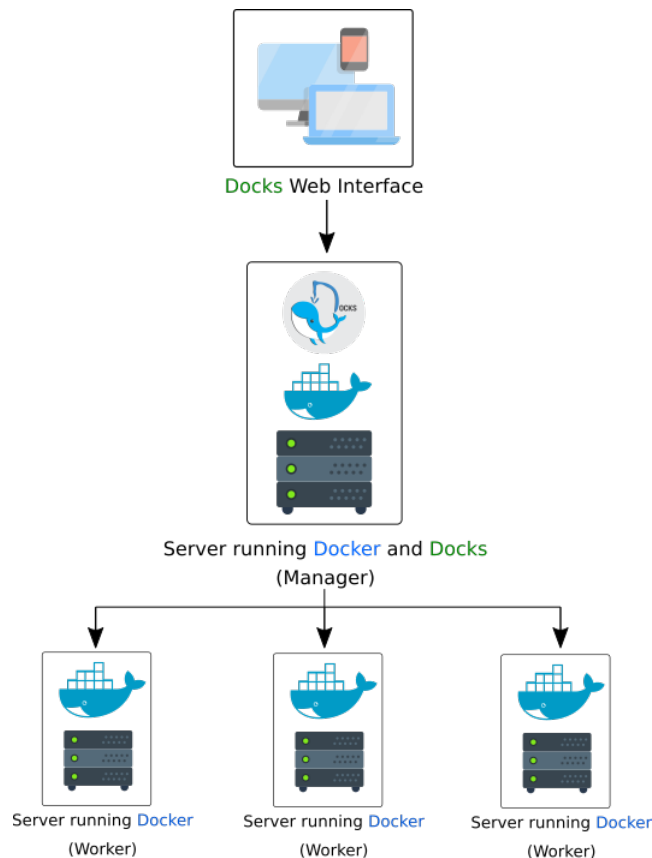 Docks Web Interface
OCKS
Server running Docker and Docks
(Manager)
Server running Docker
(Worker)
Server running Docker
(Worker)
Server running Docker
(Worker)